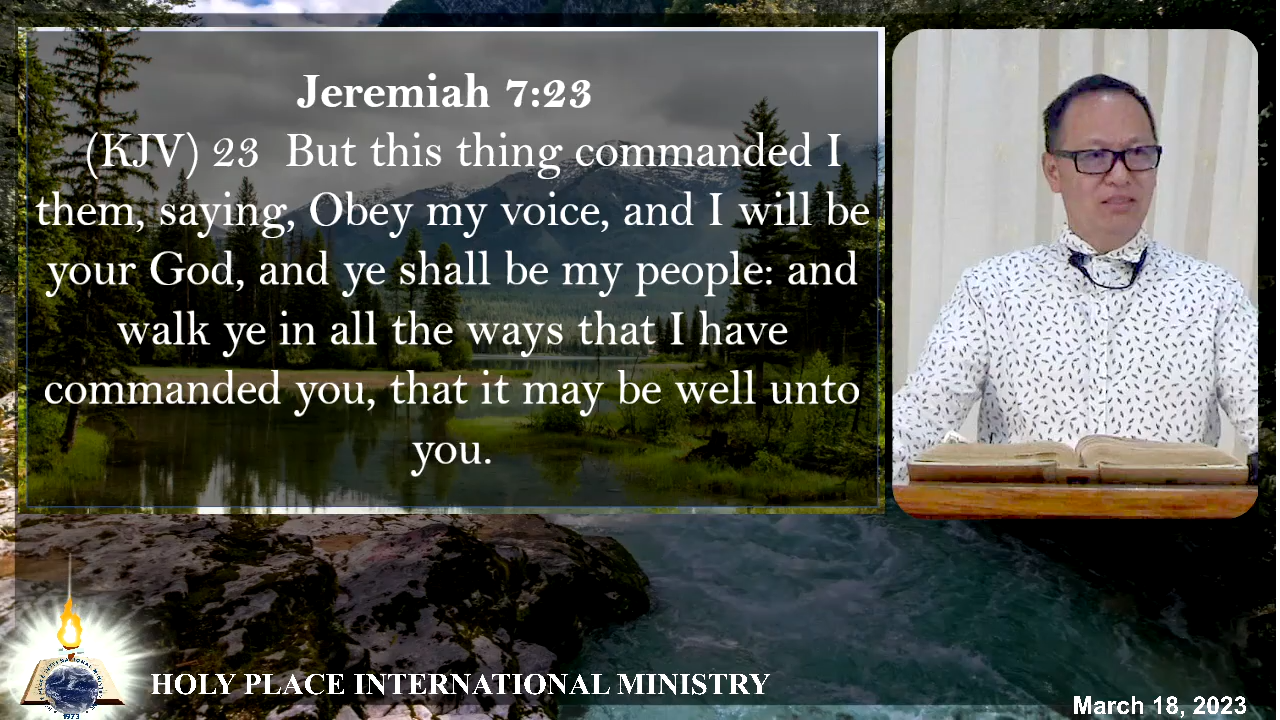 Jeremiah 7:23
(KJV) 23 But this thing commanded I
them, saying, Obey my voice, and I will be
your God, and ye shall be my people: and
walk ye in all the ways that I have
commanded you, that it may be well unto
you.
1973
HOLY PLACE INTERNATIONAL MINISTRY
March 18, 2023